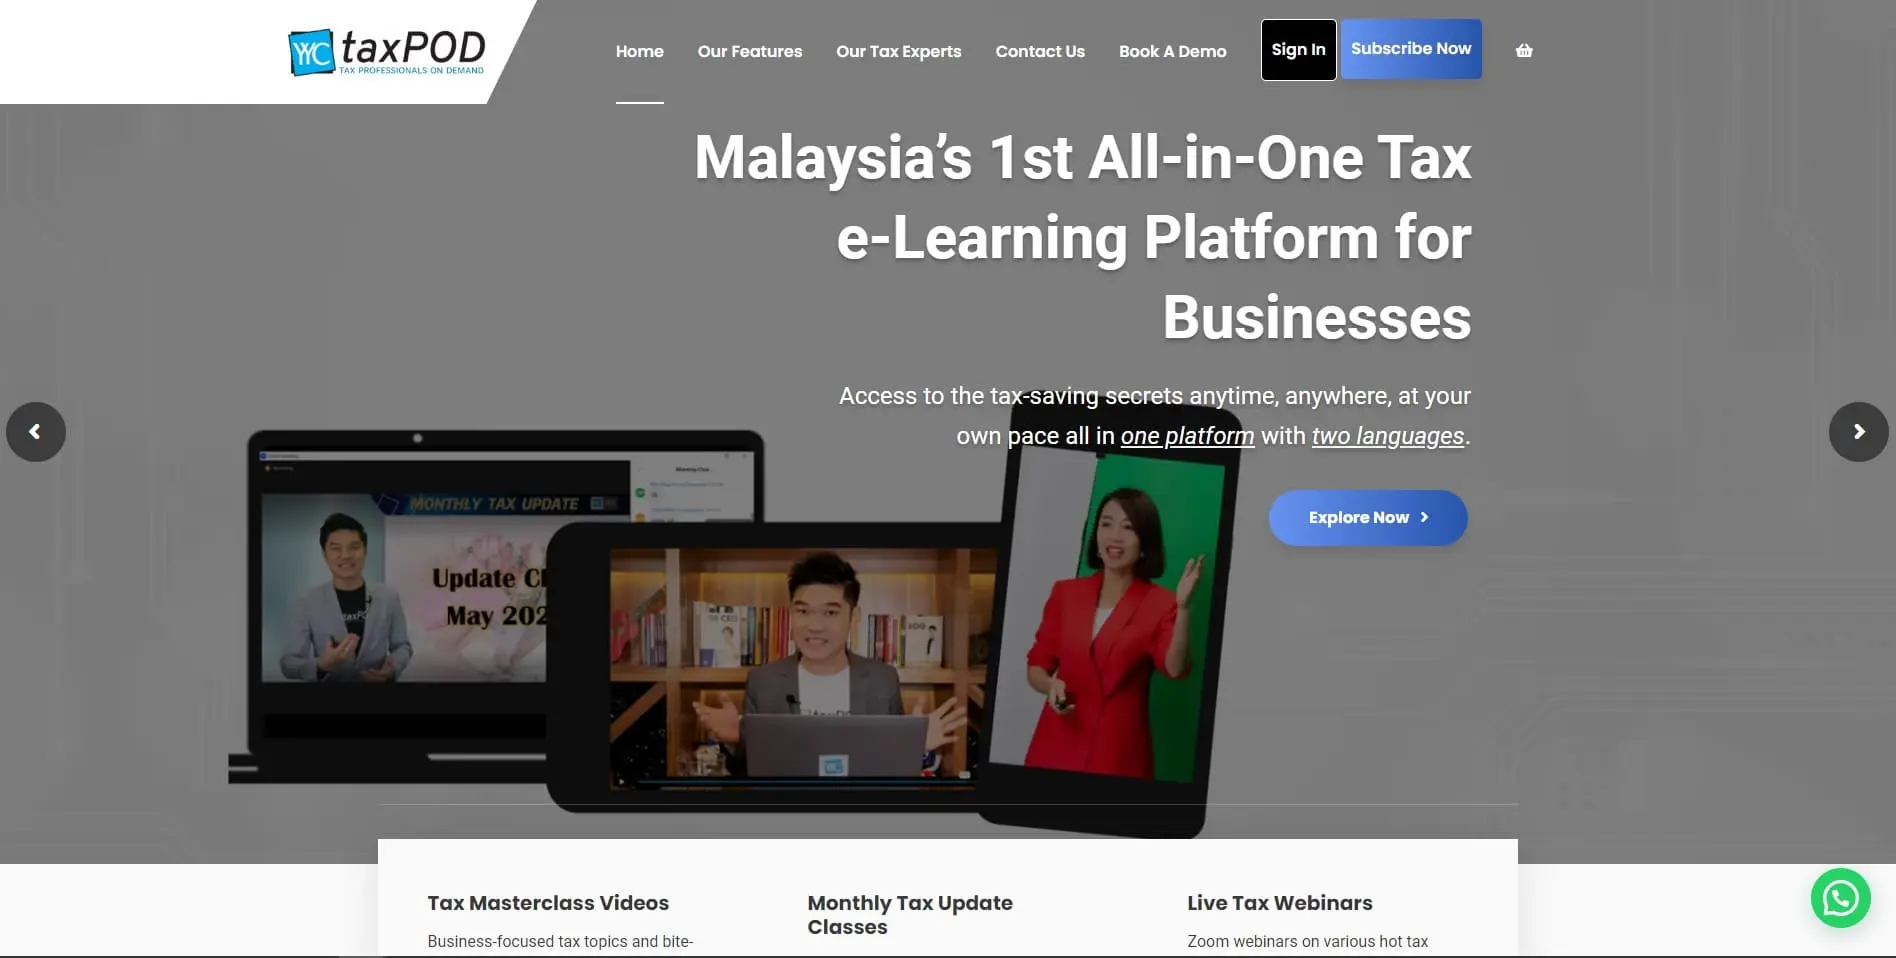 YYC taxPOD
TAX PROFESSIONALS ON DEMAND
Home
Our Features
Our Tax Experts
Contact Us
Book A Demo
Sign In
Subscribe Now
Malaysia’s 1st All-in-One Tax
e-Learning Platform for
Businesses
Access to the tax-saving secrets anytime, anywhere, at your
own pace all in one platform with two languages.
Explore Now
MONTHLY TAX UPDATE
Update Cl
May 202
Tax Masterclass Videos
Business-focused tax topics and bite-
Monthly Tax Update
Classes
Live Tax Webinars
Zoom webinars on various hot tax